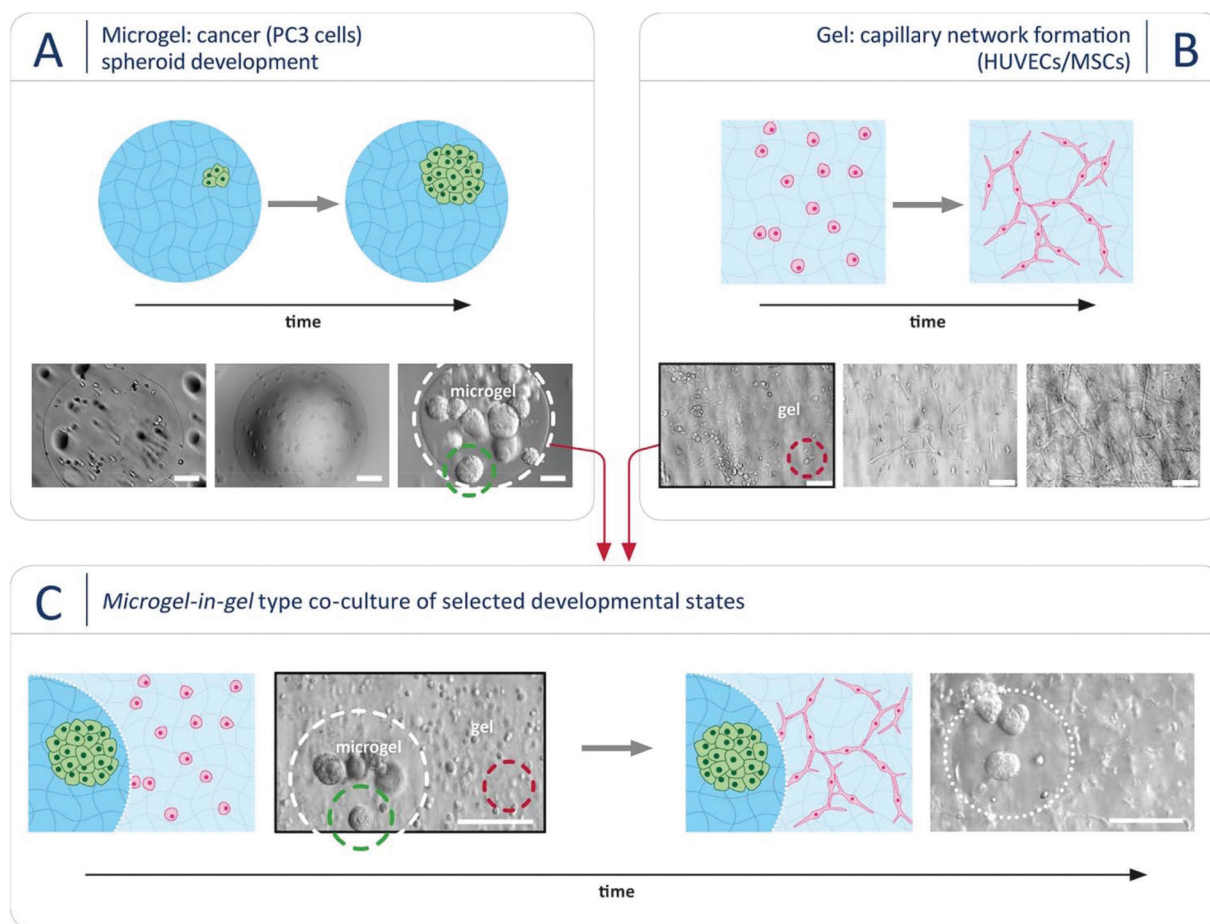 A
Microgel: cancer (PC3 cells)
spheroid development
time
microgel
Gel: capillary network formation
(HUVECs/MSCs)
B
time
gel
C
Microgel-in-gel type co-culture of selected developmental states
microgel
gel
time